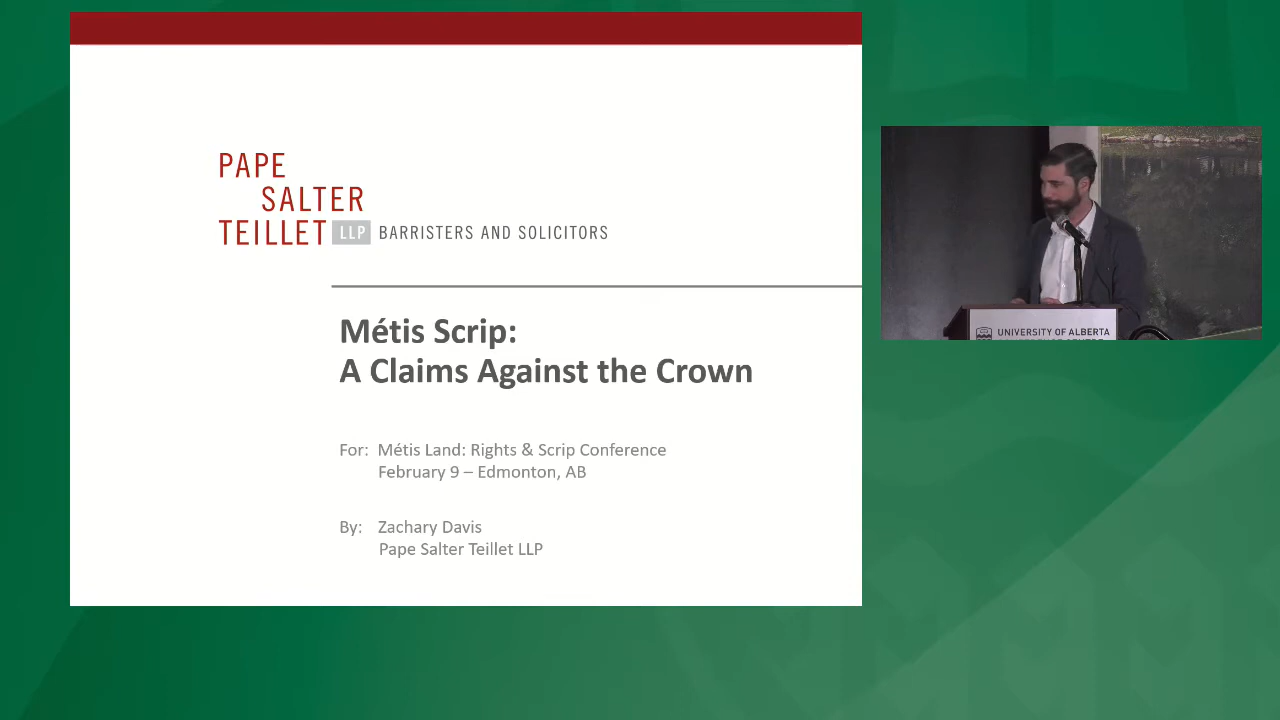 PAPE
SALTER
TEILLET LLP BARRISTERS AND SOLICITORS
Métis Scrip:
A Claims Against the Crown
For: Métis Land: Rights & Scrip Conference
February 9 – Edmonton, AB
By: Zachary Davis
Pape Salter Teillet LLP
UNIVERSITY OF ALBERTA